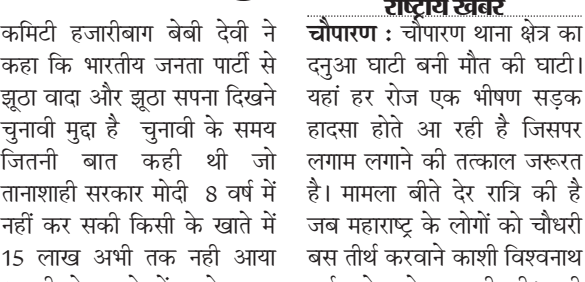 कमिटी हजारीबाग बेबी देवी ने
कहा कि भारतीय जनता पार्टी से
झूठा वादा और झूठा सपना दिखने
चुनावी मुद्दा है चुनावी के समय
जितनी बात कही थी जो
तानाशाही सरकार मोदी 8 वर्ष में
नहीं कर सकी किसी के खाते में
15 लाख अभी तक नही आया
राष्ट्रीय खबर
चौपारण : चौपारण थाना क्षेत्र का
दनुआ घाटी बनी मौत की घाटी।
यहां हर रोज एक भीषण सड़क
हादसा होते आ रही है जिसपर
लगाम लगाने की तत्काल जरूरत
है। मामला बीते देर रात्रि की है
जब महाराष्ट्र के लोगों को चौधरी
बस तीर्थ करवाने काशी विश्वनाथ